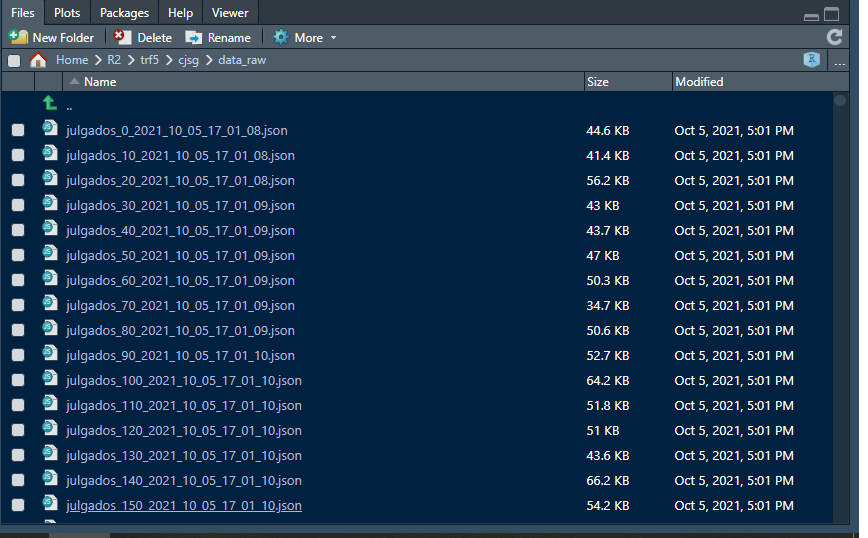 Files Plots Packages Help Viewer
New Folder Delete Rename More
Home R2 trf5 cjsg data_raw R ...
Name Size Modified
..
julgados_0_2021_10_05_17_01_08.json 44.6 KB Oct 5, 2021, 5:01 PM
julgados_10_2021_10_05_17_01_08.json 41.4 KB Oct 5, 2021, 5:01 PM
julgados_20_2021_10_05_17_01_08.json 56.2 KB Oct 5, 2021, 5:01 PM
julgados_30_2021_10_05_17_01_09.json 43 KB Oct 5, 2021, 5:01 PM
julgados_40_2021_10_05_17_01_09.json 43.7 KB Oct 5, 2021, 5:01 PM
julgados_50_2021_10_05_17_01_09.json 47 KB Oct 5, 2021, 5:01 PM
julgados_60_2021_10_05_17_01_09.json 50.3 KB Oct 5, 2021, 5:01 PM
julgados_70_2021_10_05_17_01_09.json 34.7 KB Oct 5, 2021, 5:01 PM
julgados_80_2021_10_05_17_01_09.json 50.6 KB Oct 5, 2021, 5:01 PM
julgados_90_2021_10_05_17_01_10.json 52.7 KB Oct 5, 2021, 5:01 PM
julgados_100_2021_10_05_17_01_10.json 64.2 KB Oct 5, 2021, 5:01 PM
julgados_110_2021_10_05_17_01_10.json 51.8 KB Oct 5, 2021, 5:01 PM
julgados_120_2021_10_05_17_01_10.json 51 KB Oct 5, 2021, 5:01 PM
julgados_130_2021_10_05_17_01_10.json 43.6 KB Oct 5, 2021, 5:01 PM
julgados_140_2021_10_05_17_01_10.json 66.2 KB Oct 5, 2021, 5:01 PM
julgados_150_2021_10_05_17_01_10.json 54.2 KB Oct 5, 2021, 5:01 PM